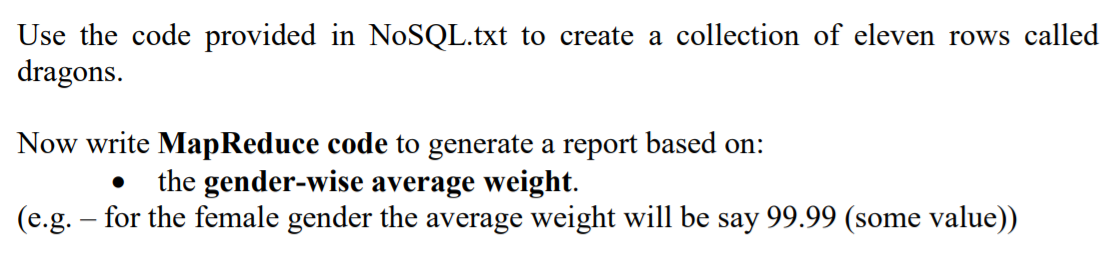 Use the code provided in NoSQL.txt to create a collection of eleven rows called
dragons.
Now write MapReduce code to generate a report based on:
• the gender-wise average weight.
(e.g. – for the female gender the average weight will be say 99.99 (some value))